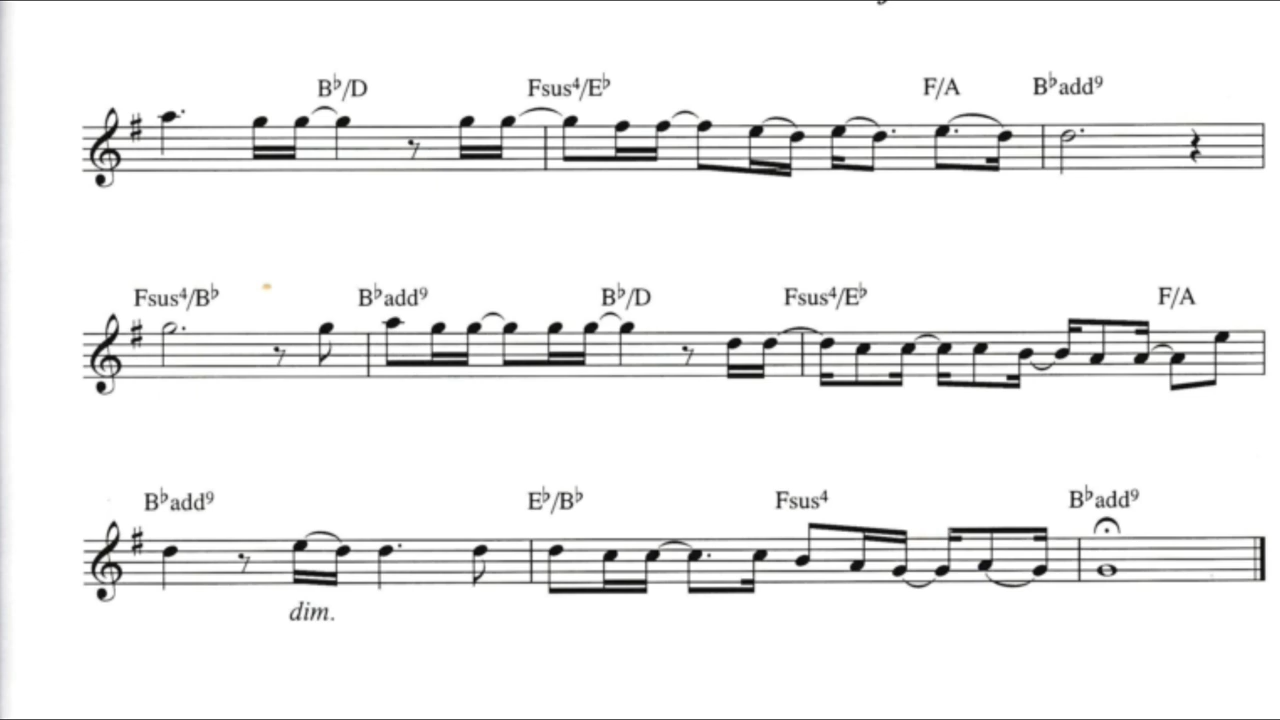 B♭/D Fsus4/E♭ F/A B♭add9
Fsus4/B♭ B♭add9 B♭/D Fsus4/E♭ F/A
B♭add9 E♭/B♭ Fsus4 B♭add9
dim.